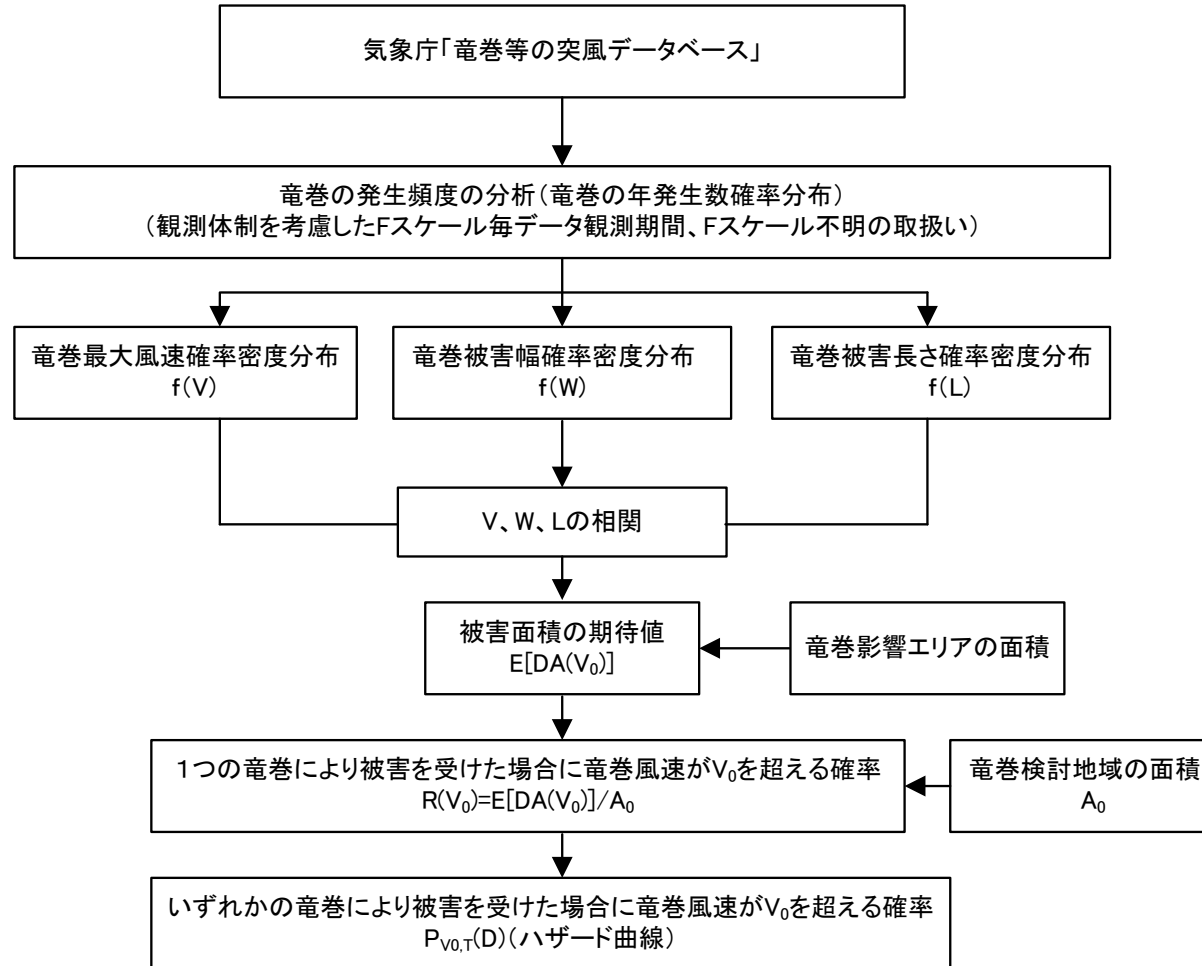 気象庁「竜巻等の突風データベース」
竜巻の発生頻度の分析(竜巻の年発生数確率分布)
(観測体制を考慮したFスケール毎データ観測期間、Fスケール不明の取扱い)
竜巻最大風速確率密度分布
f(V)
竜巻被害幅確率密度分布
f(W)
竜巻被害長さ確率密度分布
f(L)
V、W、Lの相関
被害面積の期待値
E[DA(V₀)]
竜巻影響エリアの面積
1つの竜巻により被害を受けた場合に竜巻風速がV₀を超える確率
R(V₀)=E[DA(V₀)]/A₀
竜巻検討地域の面積
A₀
いずれかの竜巻により被害を受けた場合に竜巻風速がV₀を超える確率
P_{V0,T}(D)(ハザード曲線)